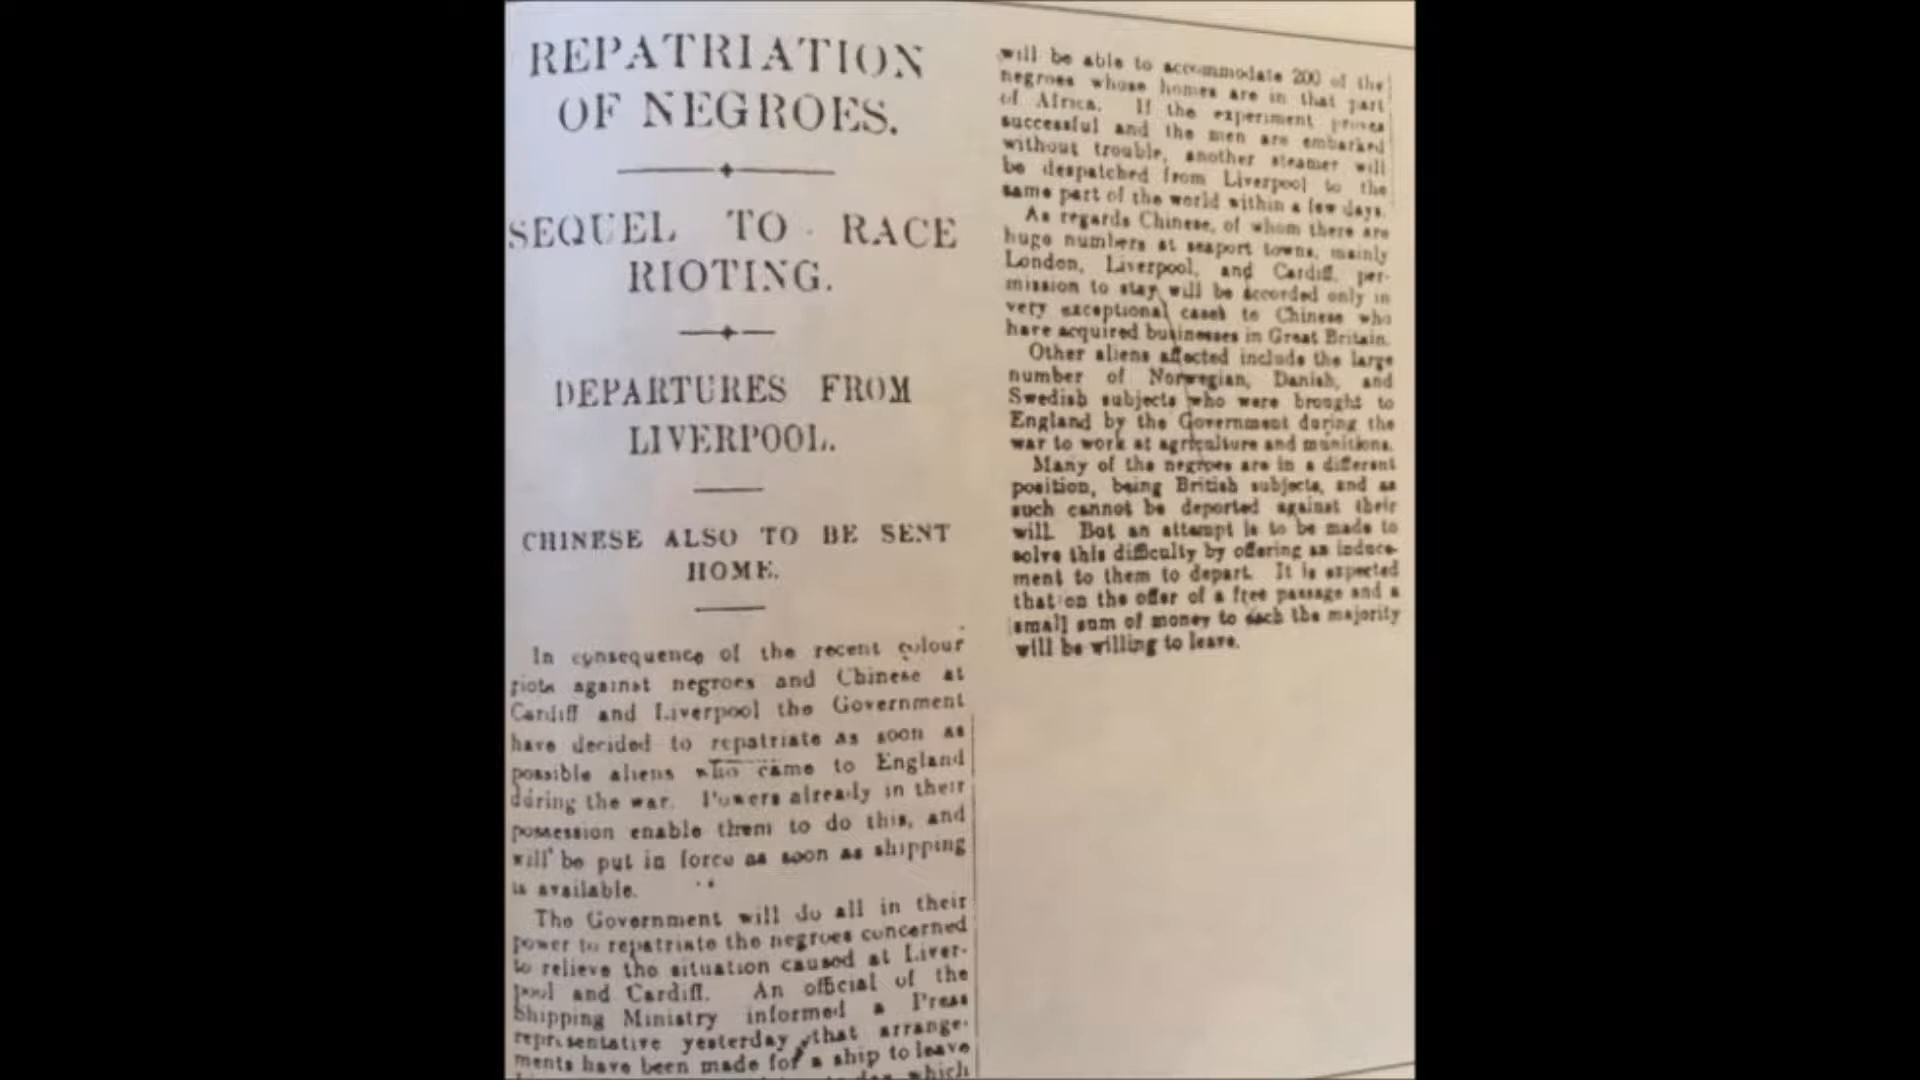 REPATRIATION
OF NEGROES.
SEQUEL TO RACE
RIOTING.
DEPARTURES FROM
LIVERPOOL.
CHINESE ALSO TO BE SENT
HOME.
In consequence of the recent colour
riots against negroes and Chinese at
Cardiff and Liverpool the Government
have decided to repatriate as soon as
possible aliens who came to England
during the war. Powers already in their
possession enable them to do this, and
will be put in force as soon as shipping
is available.
The Government will do all in their
power to repatriate the negroes concerned
to relieve the situation caused at Liver-
pool and Cardiff. An official of the
Shipping Ministry informed a Press
representative yesterday that arrange-
ments have been made for a ship to leave
which
will be able to accommodate 200 of the
negroes whose homes are in that part
of Africa. If the experiment proves
successful and the men are embarked
without trouble, another steamer will
be despatched from Liverpool to the
same part of the world within a few days.
As regards Chinese, of whom there are
huge numbers at seaport towns, mainly
London, Liverpool, and Cardiff, per-
mission to stay will be accorded only in
very exceptional cases to Chinese who
have acquired businesses in Great Britain.
Other aliens affected include the large
number of Norwegian, Danish, and
Swedish subjects who were brought to
England by the Government during the
war to work at agriculture and munitions.
Many of the negroes are in a different
position, being British subjects, and as
such cannot be deported against their
will. But an attempt is to be made to
solve this difficulty by offering an induce-
ment to them to depart. It is expected
that on the offer of a free passage and a
small sum of money to each the majority
will be willing to leave.